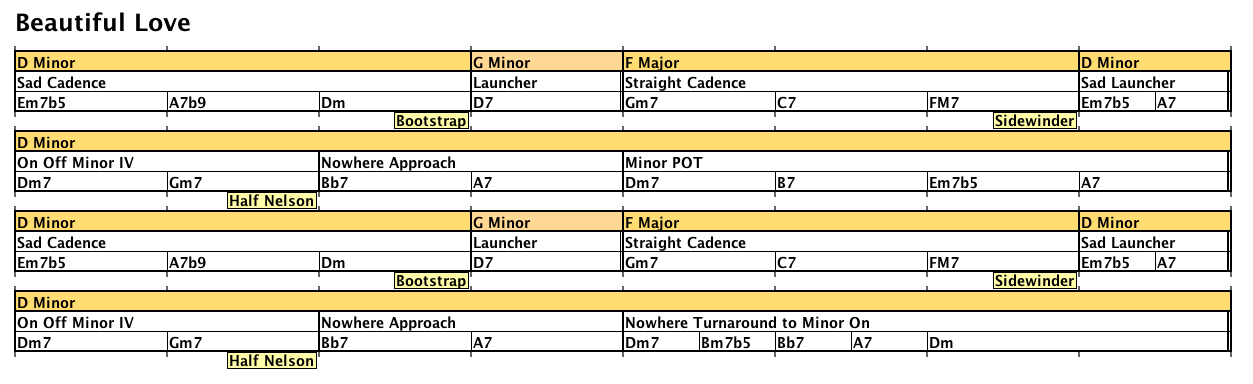 Beautiful Love
D Minor G Minor F Major D Minor
Sad Cadence Launcher Straight Cadence Sad Launcher
Em7b5 A7b9 Dm D7 Gm7 C7 FM7 Em7b5 A7
Bootstrap Sidewinder
D Minor
On Off Minor IV Nowhere Approach Minor POT
Dm7 Gm7 Bb7 A7 Dm7 B7 Em7b5 A7
Half Nelson
D Minor G Minor F Major D Minor
Sad Cadence Launcher Straight Cadence Sad Launcher
Em7b5 A7b9 Dm D7 Gm7 C7 FM7 Em7b5 A7
Bootstrap Sidewinder
D Minor
On Off Minor IV Nowhere Approach Nowhere Turnaround to Minor On
Dm7 Gm7 Bb7 A7 Dm7 Bm7b5 Bb7 A7 Dm
Half Nelson